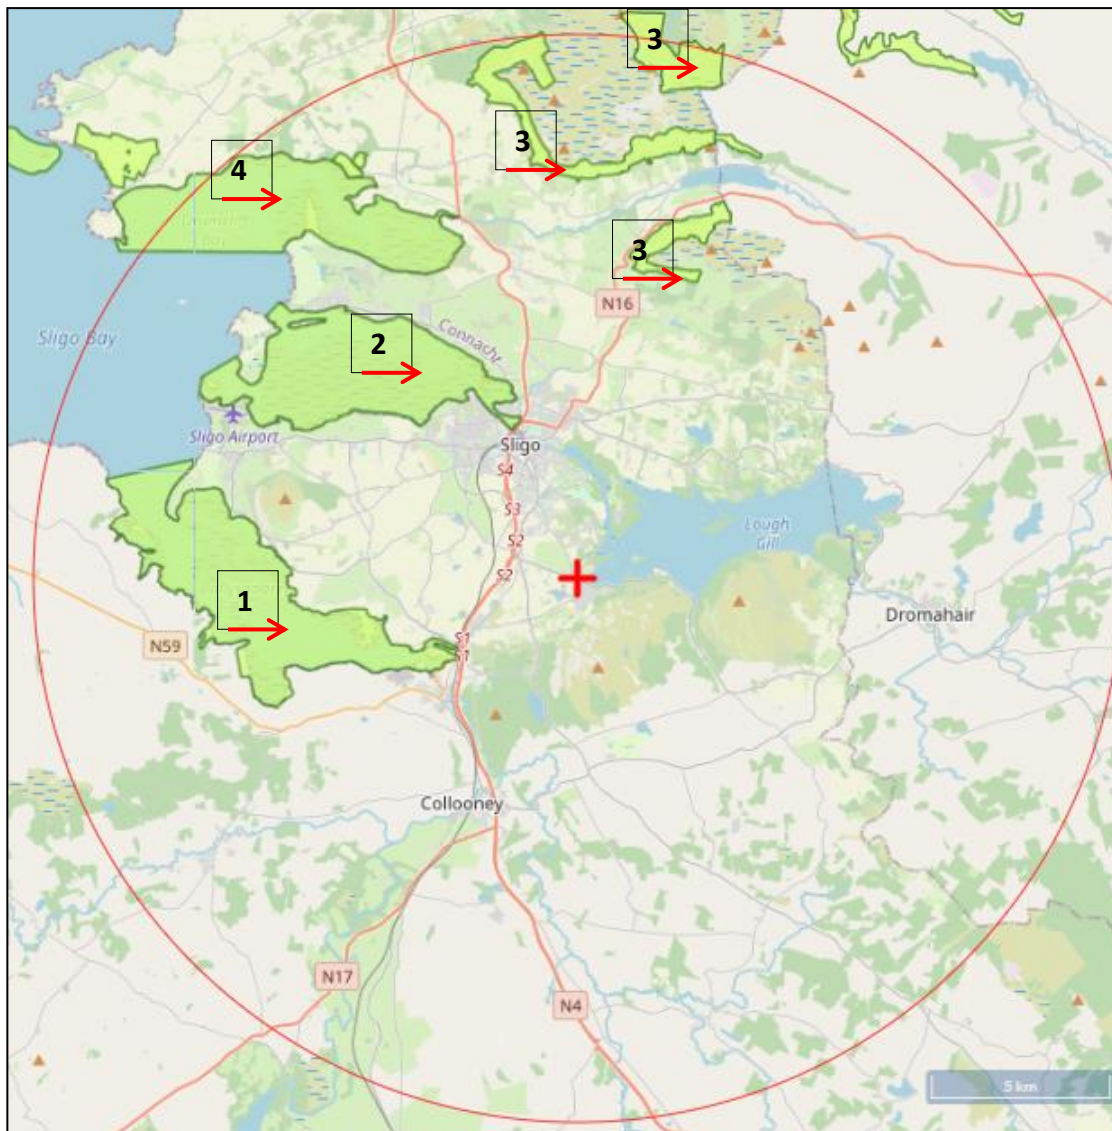 3
3
4
3
N16
Sligo Bay
Connacht
2
Sligo Airport
Sligo
S4
S3
S2
S2
Lough
Gill
1
Dromahair
N59
S1
S1
Collooney
N17
N4
5 km